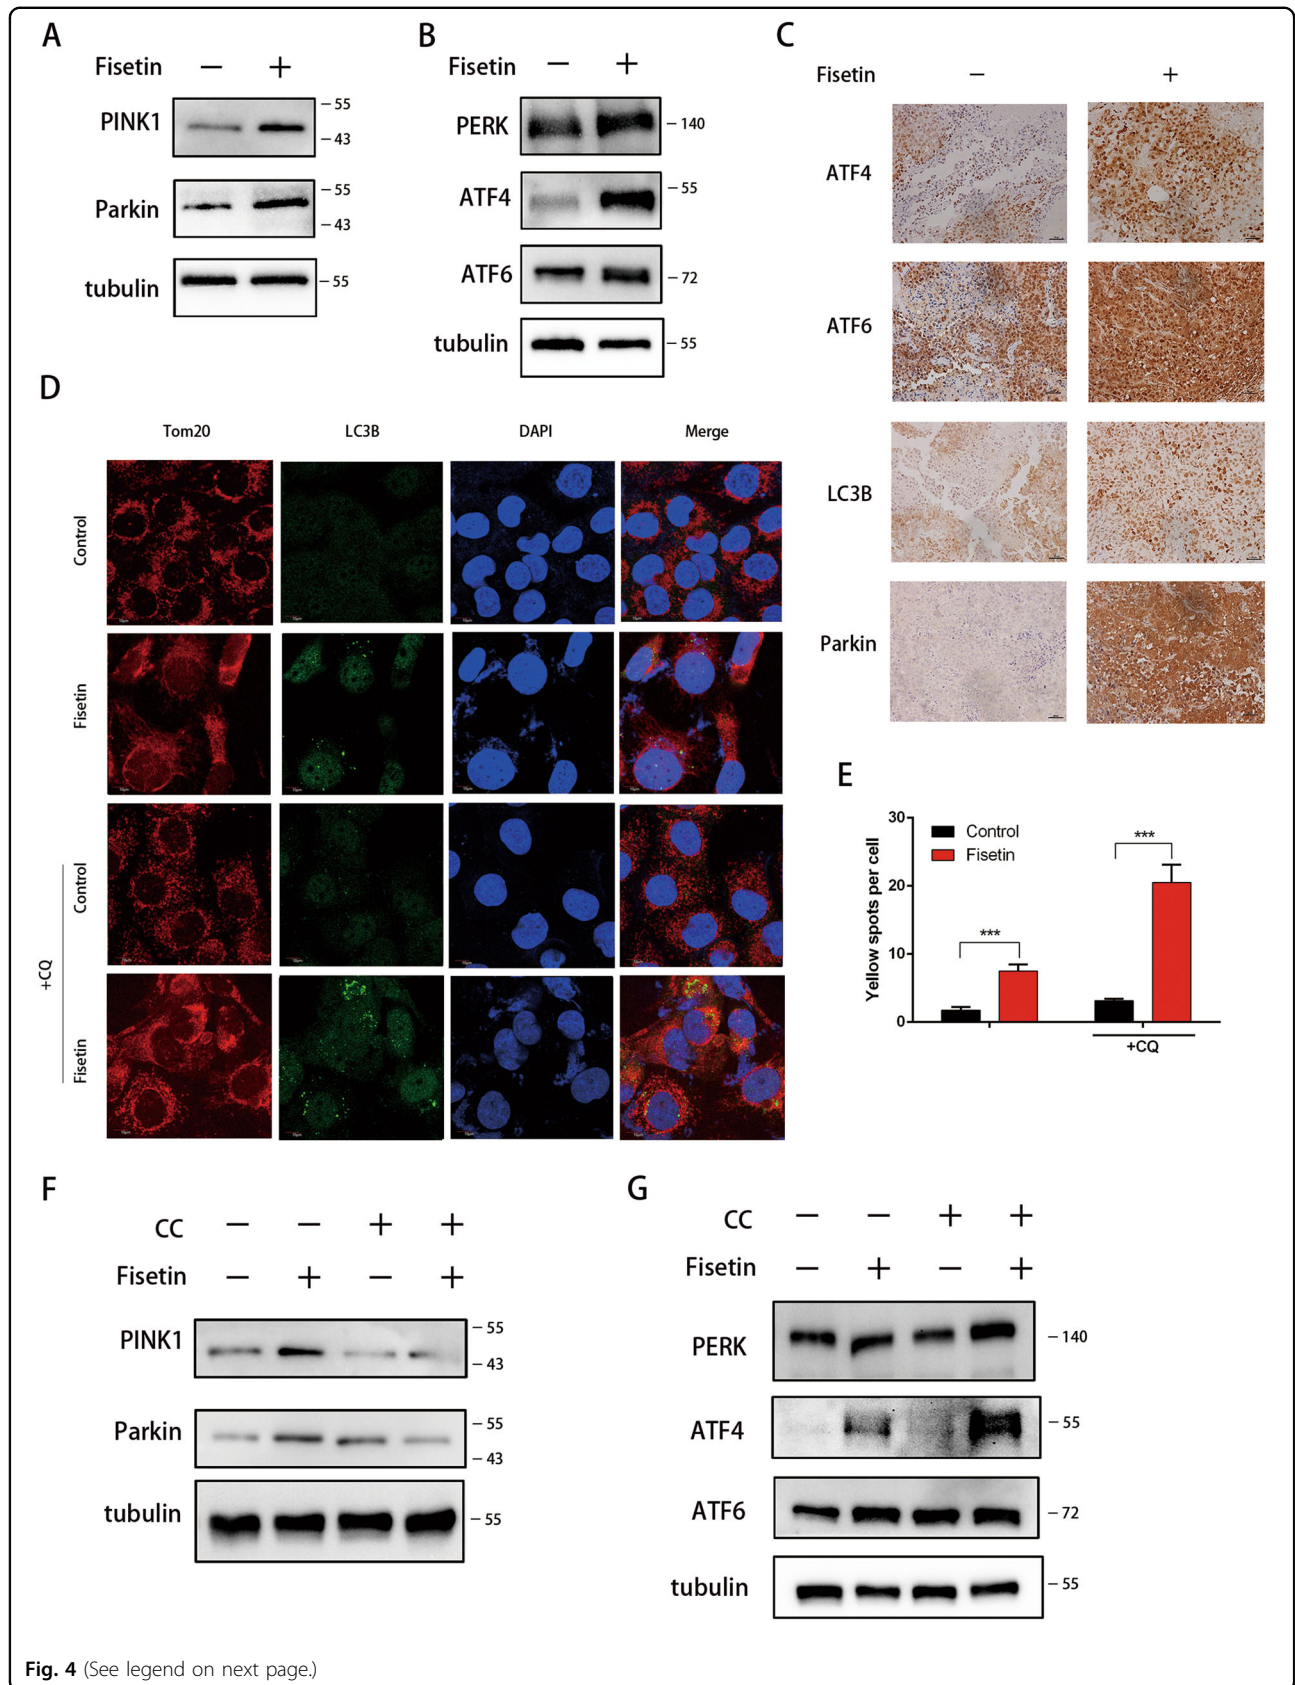 A
Fisetin − +
PINK1
– 55
– 43
Parkin
– 55
– 43
tubulin
– 55
B
Fisetin − +
PERK
– 140
ATF4
– 55
ATF6
– 72
tubulin
– 55
C
Fisetin − +
ATF4
ATF6
LC3B
Parkin
D
Tom20 LC3B DAPI Merge
Control
Fisetin
+CQ
Control
Fisetin
E
Yellow spots per cell
30
20
10
0
Control
Fisetin
***
***
+CQ
F
CC − − + +
Fisetin − + − +
PINK1
– 55
– 43
Parkin
– 55
– 43
tubulin
– 55
G
CC − − + +
Fisetin − + − +
PERK
– 140
ATF4
– 55
ATF6
– 72
tubulin
– 55
Fig. 4 (See legend on next page.)